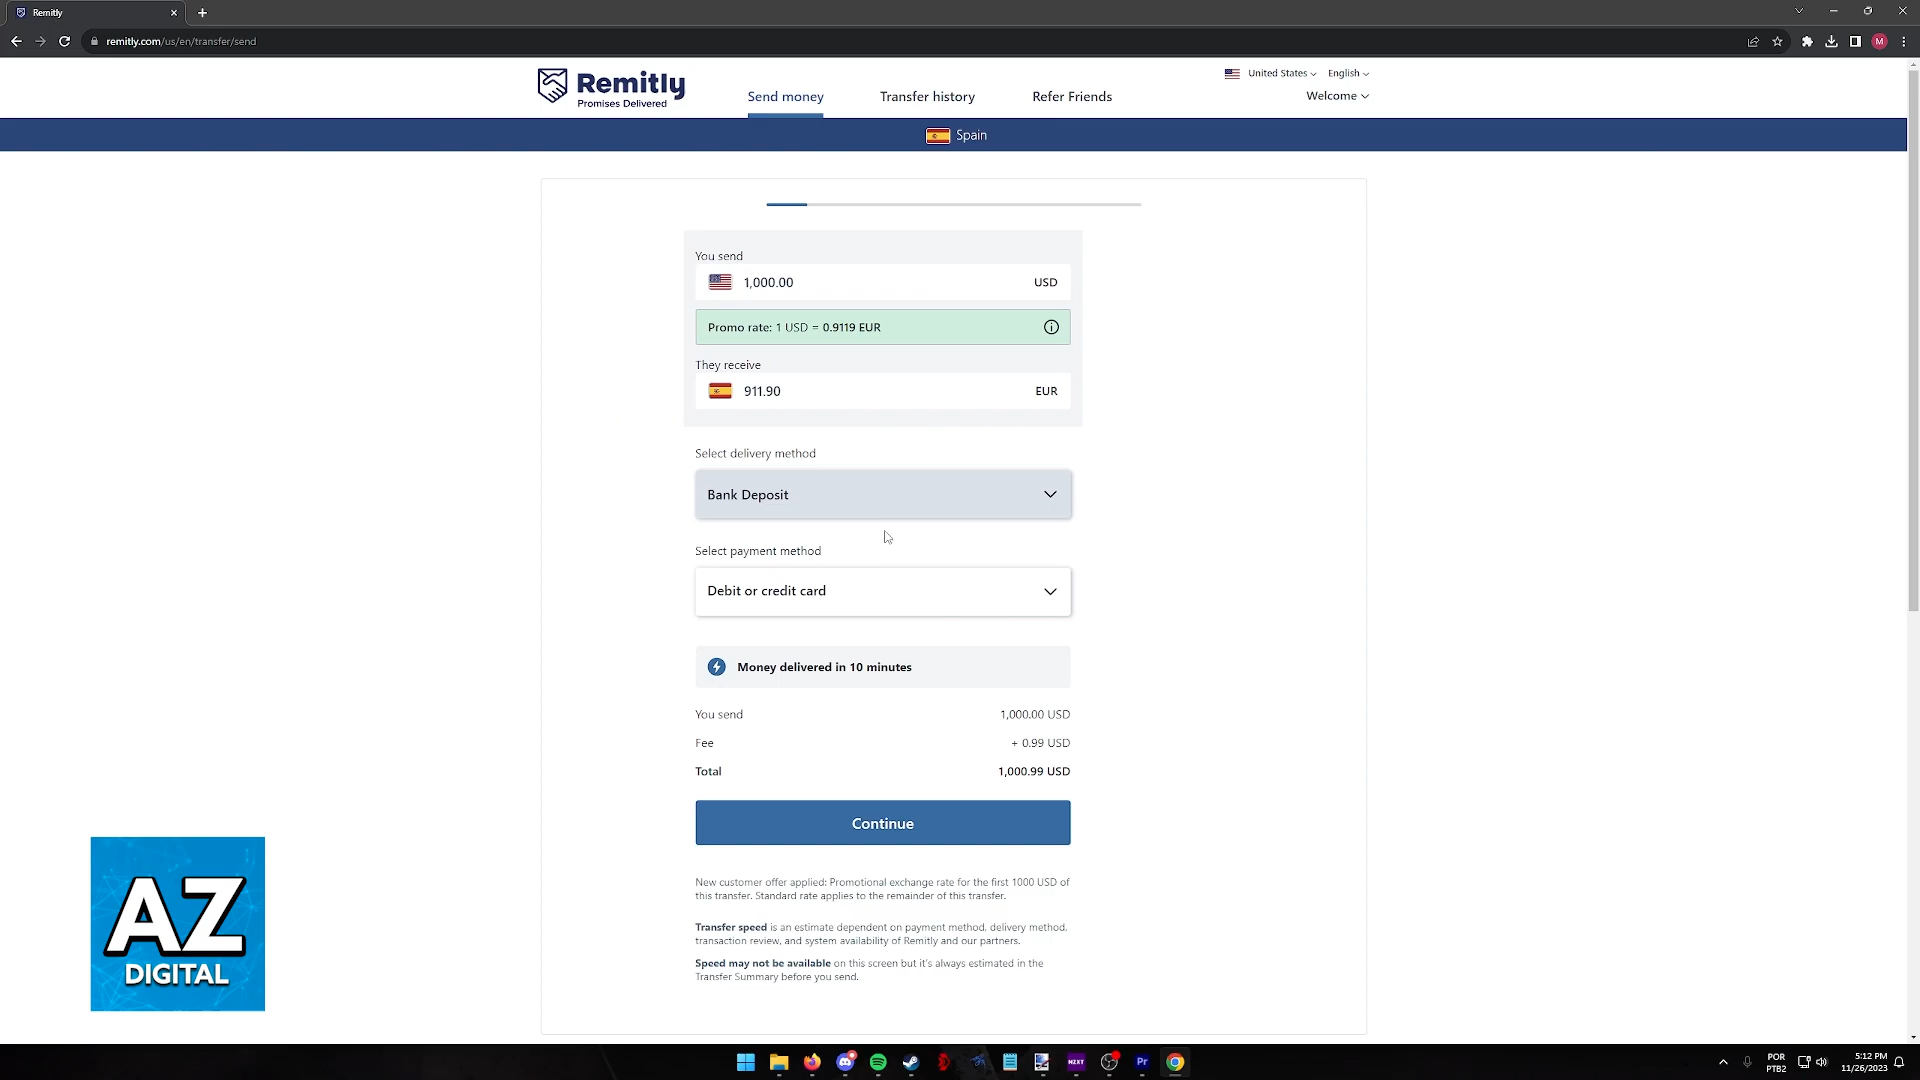 Remitly
remitly.com/us/en/transfer/send
M
Remitly
Promises Delivered
Send money
Transfer history
Refer Friends
United States
English
Welcome
Spain
You send
1,000.00
USD
Promo rate: 1 USD = 0.9119 EUR
They receive
911.90
EUR
Select delivery method
Bank Deposit
Select payment method
Debit or credit card
Money delivered in 10 minutes
You send
1,000.00 USD
Fee
+ 0.99 USD
Total
1,000.99 USD
Continue
New customer offer applied: Promotional exchange rate for the first 1000 USD of
this transfer. Standard rate applies to the remainder of this transfer.
Transfer speed is an estimate dependent on payment method, delivery method,
transaction review, and system availability of Remitly and our partners.
Speed may not be available on this screen but it's always estimated in the
Transfer Summary before you send.
AZ
DIGITAL
NZXT
Pr
POR
PTB2
5:12 PM
11/26/2023